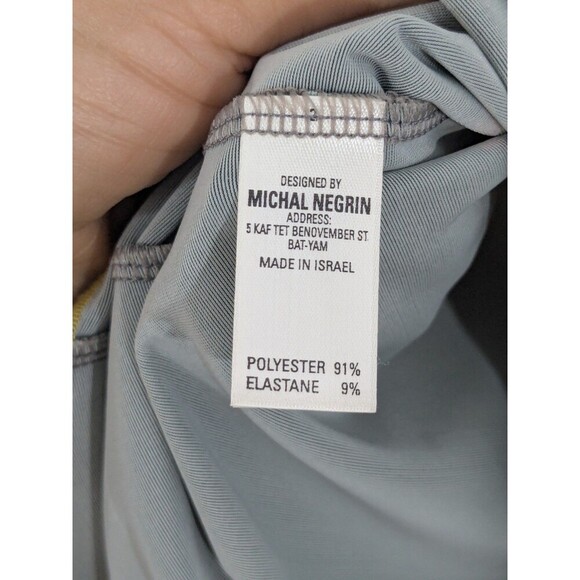 2
DESIGNED BY
MICHAL NEGRIN
ADDRESS:
5 KAF TET BENOVEMBER ST
BAT-YAM
MADE IN ISRAEL
POLYESTER 91%
ELASTANE 9%